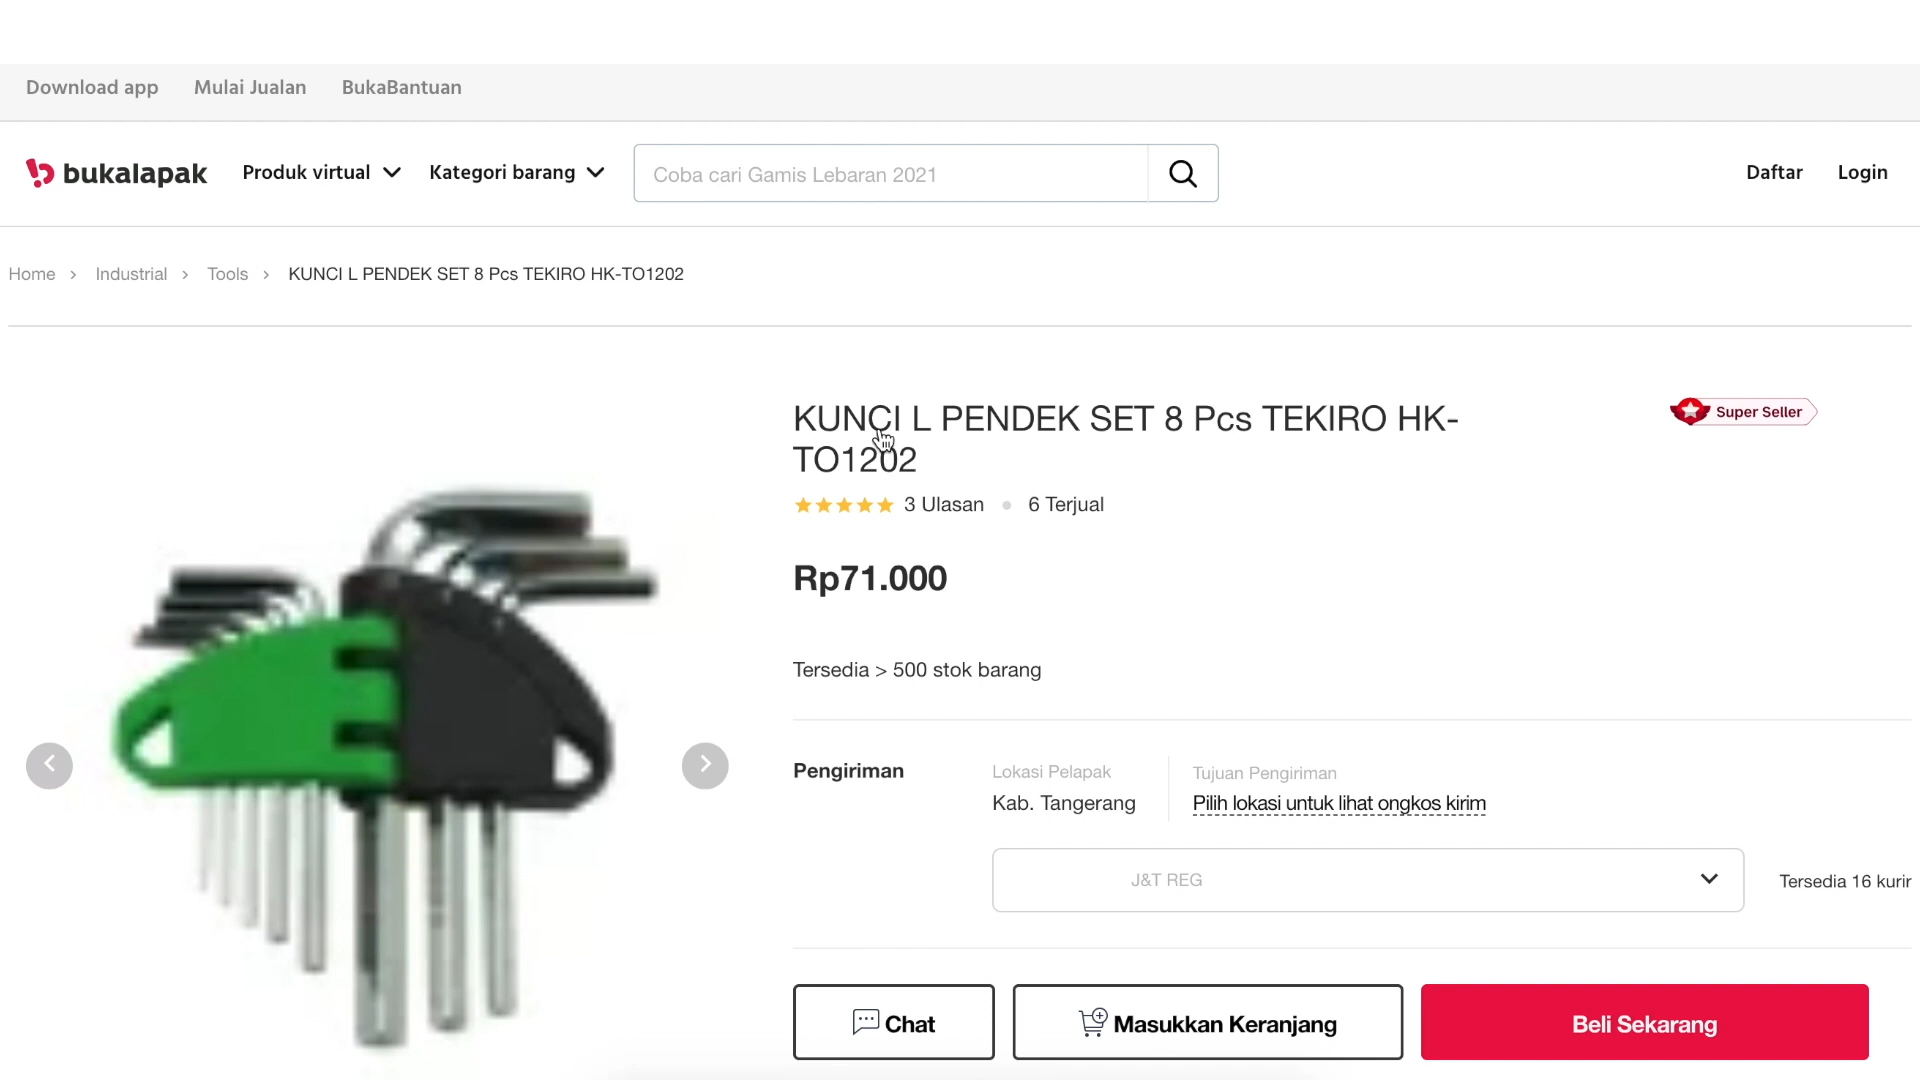 Download app Mulai Jualan BukaBantuan
bukalapak Produk virtual Kategori barang Coba cari Gamis Lebaran 2021 Daftar Login
Home > Industrial > Tools > KUNCI L PENDEK SET 8 Pcs TEKIRO HK-TO1202
KUNCI L PENDEK SET 8 Pcs TEKIRO HK-
TO1202
Super Seller
3 Ulasan • 6 Terjual
Rp71.000
Tersedia > 500 stok barang
Pengiriman
Lokasi Pelapak
Kab. Tangerang
Tujuan Pengiriman
Pilih lokasi untuk lihat ongkos kirim
J&T REG
Tersedia 16 kurir
Chat
Masukkan Keranjang
Beli Sekarang